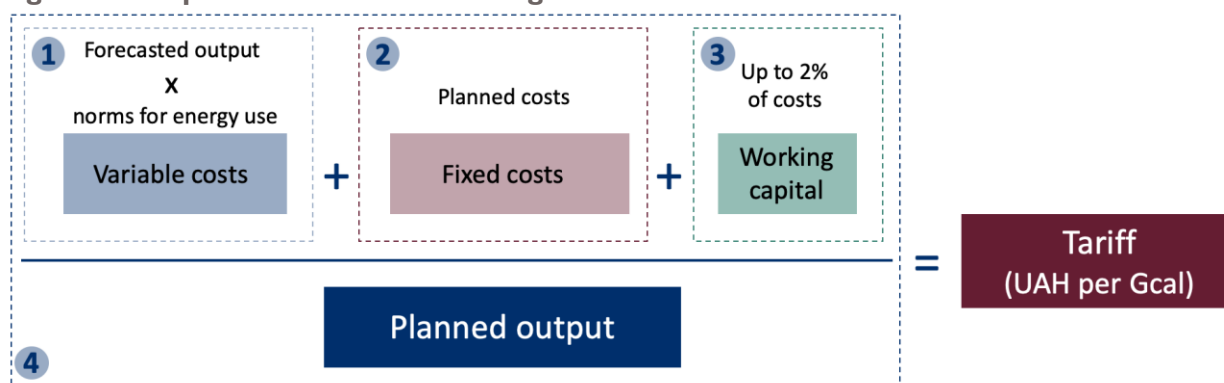 1
Forecasted output
X
norms for energy use
Variable costs
+
2
Planned costs
Fixed costs
+
3
Up to 2%
of costs
Working
capital
Planned output
4
=
Tariff
(UAH per Gcal)